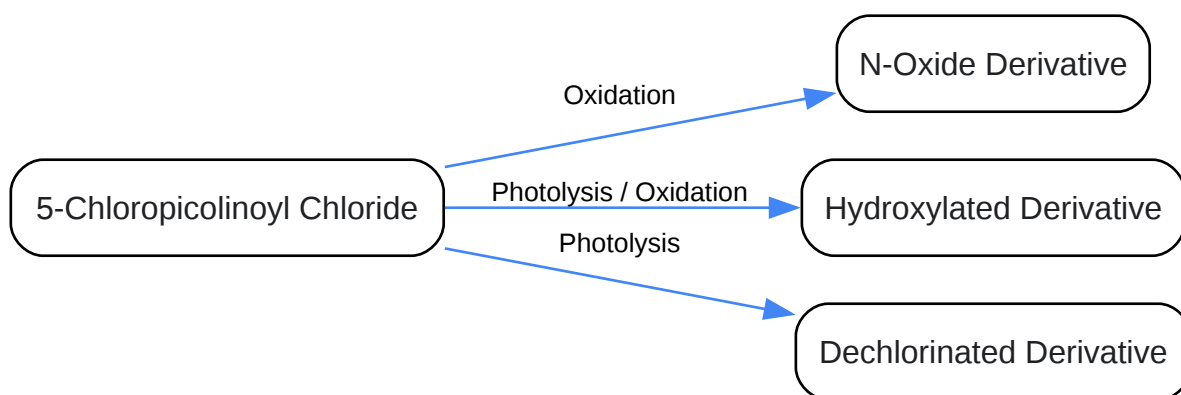 N-Oxide Derivative
Oxidation
5-Chloropicolinoyl Chloride
Photolysis / Oxidation
Hydroxylated Derivative
Photolysis
Dechlorinated Derivative